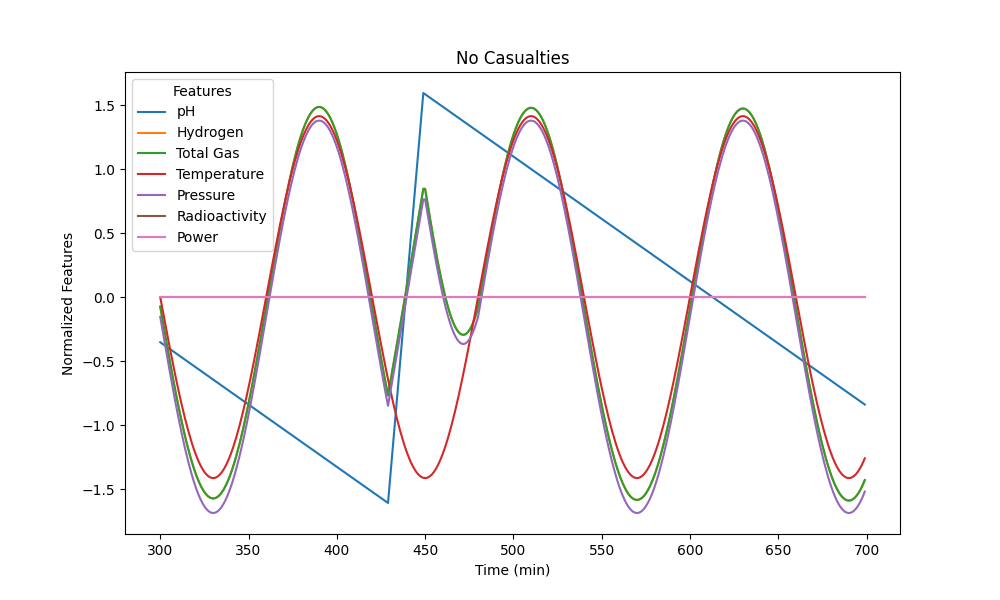 No Casualties
Features
pH
Hydrogen
Total Gas
Temperature
Pressure
Radioactivity
Power
Normalized Features
1.5
1.0
0.5
0.0
−0.5
−1.0
−1.5
300 350 400 450 500 550 600 650 700
Time (min)